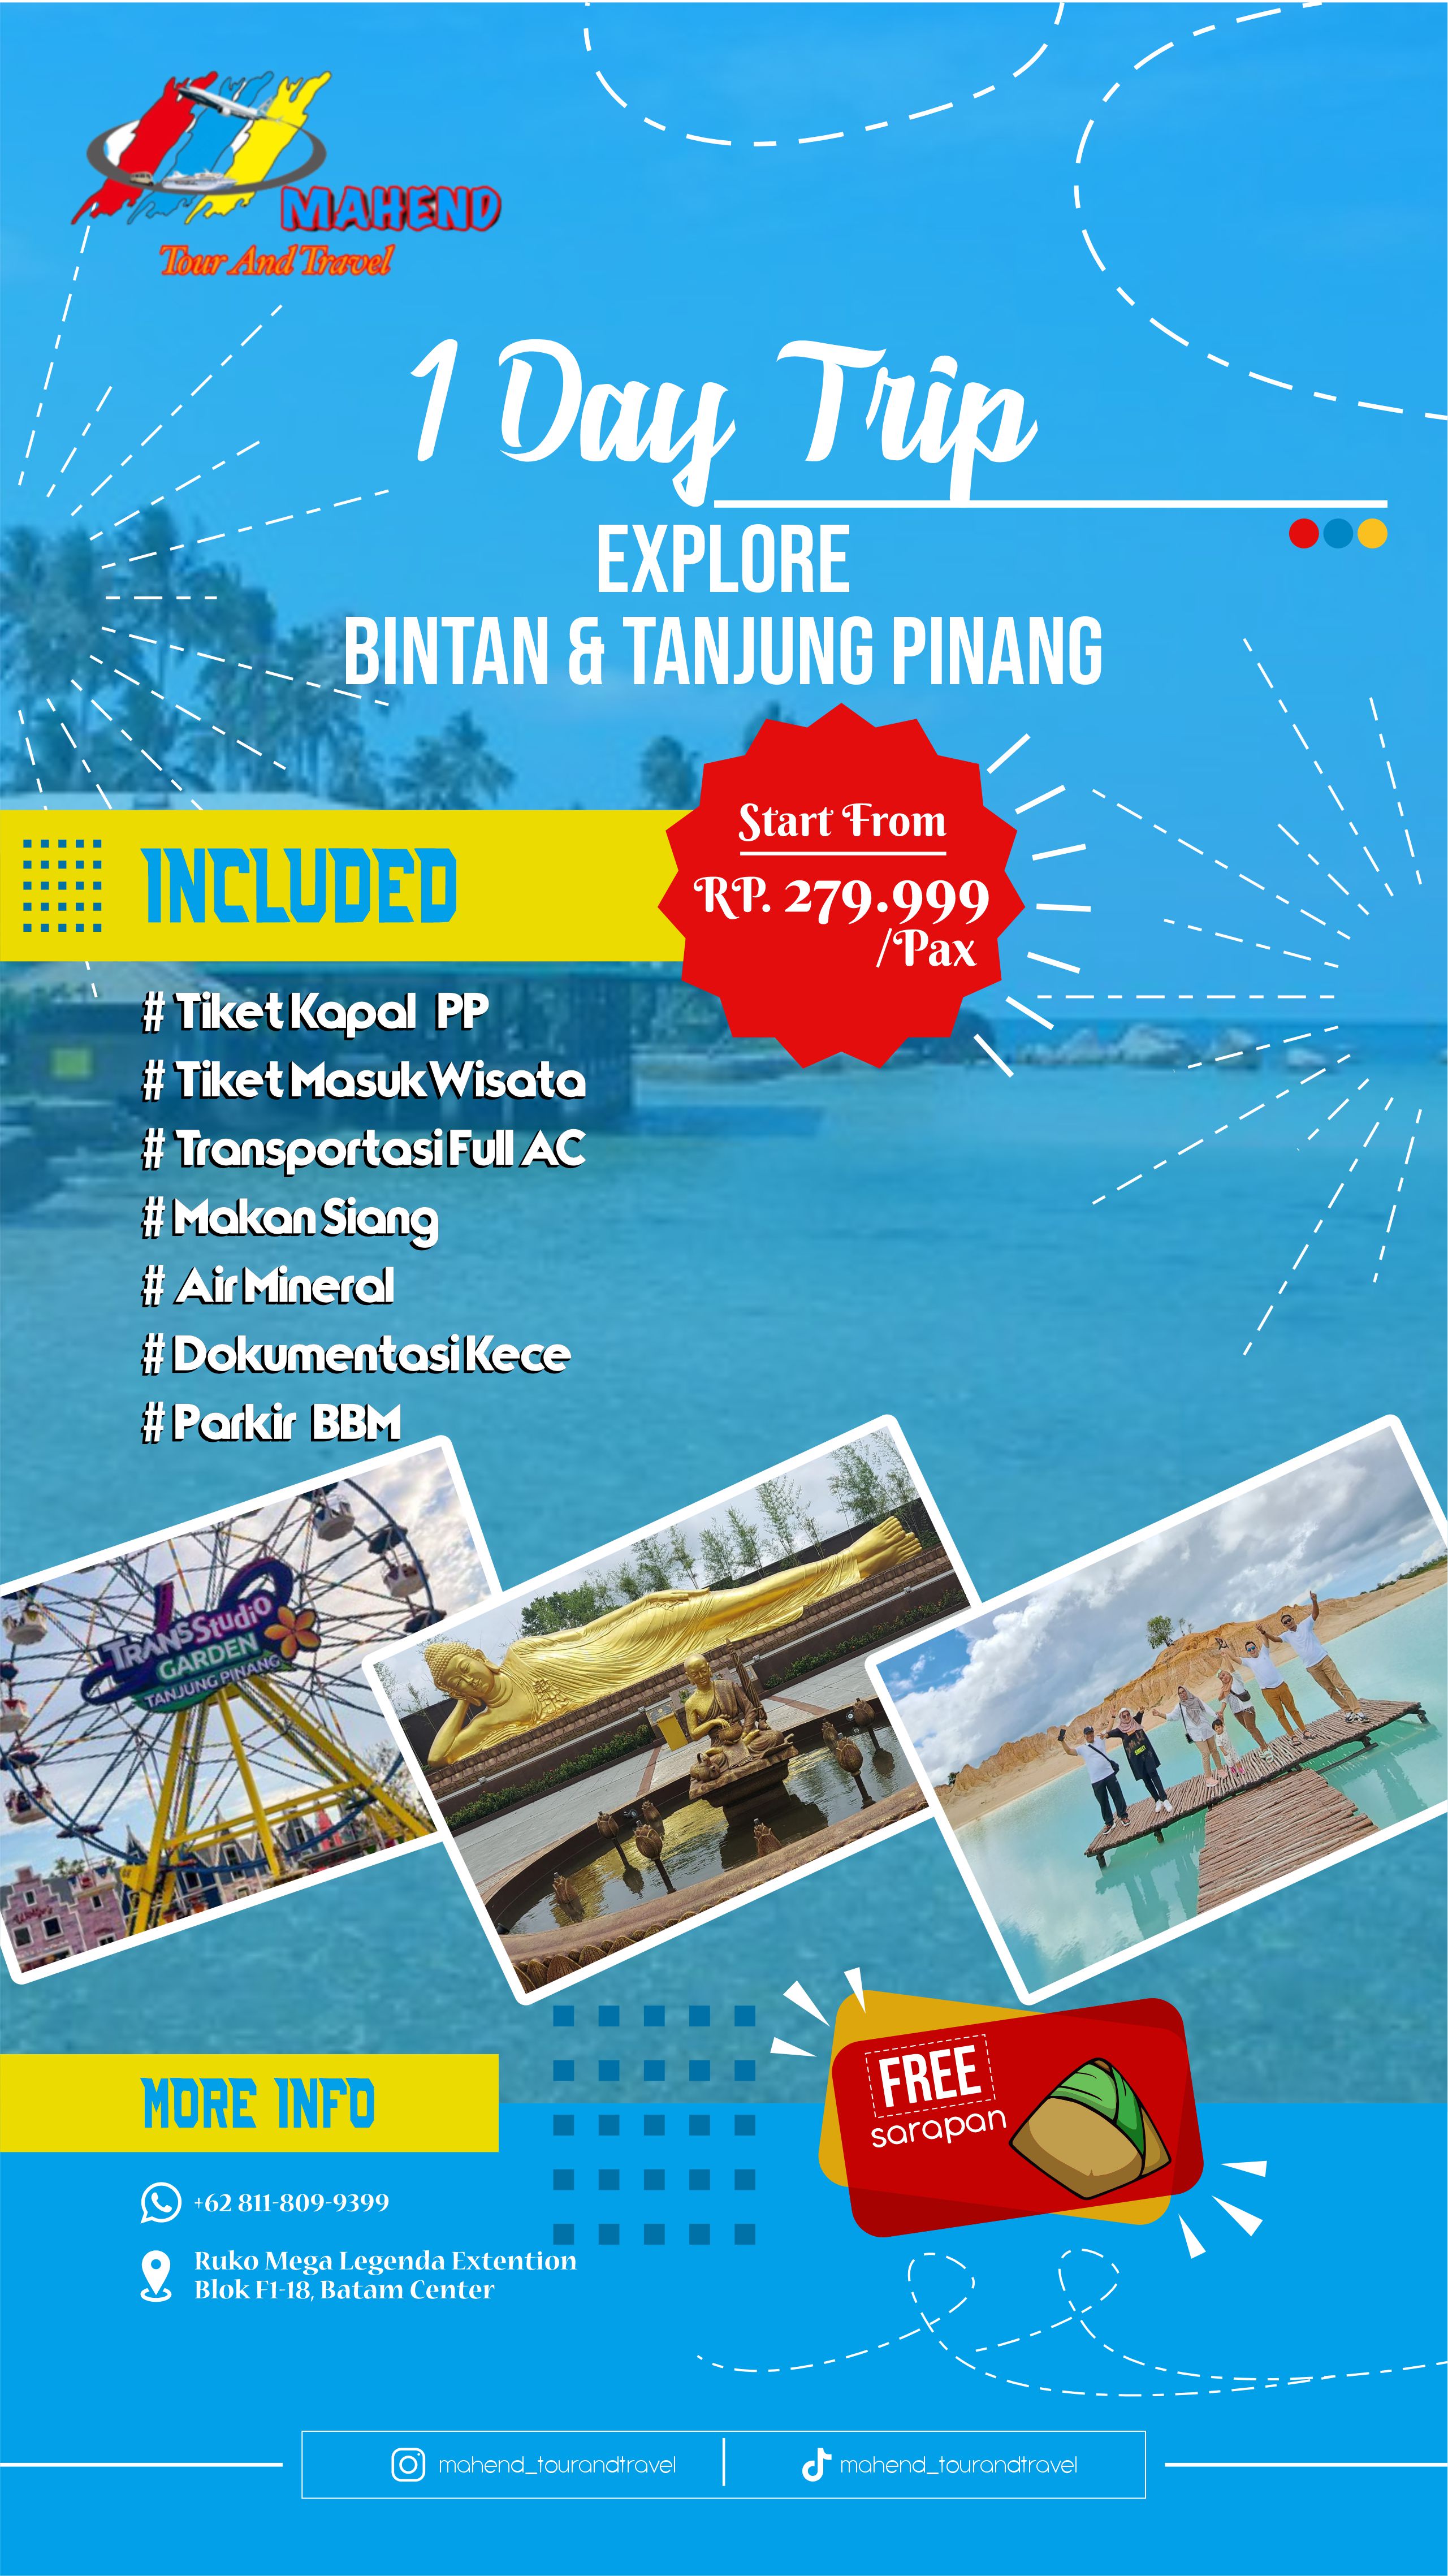 MAHEND
Tour And Travel
1 Day Trip
EXPLORE
BINTAN & TANJUNG PINANG
Start From
RP. 279.999
/Pax
INCLUDED
# Tiket Kapal PP
# Tiket Masuk Wisata
# Transportasi Full AC
# Makan Siang
# Air Mineral
# Dokumentasi Kece
# Parkir BBM
TRANS Studio
GARDEN
TANJUNG PINANG
FREE
sarapan
MORE INFO
+62 811-809-9399
Ruko Mega Legenda Extention
Blok F1-18, Batam Center
mahend_tourandtravel
mahend_tourandtravel